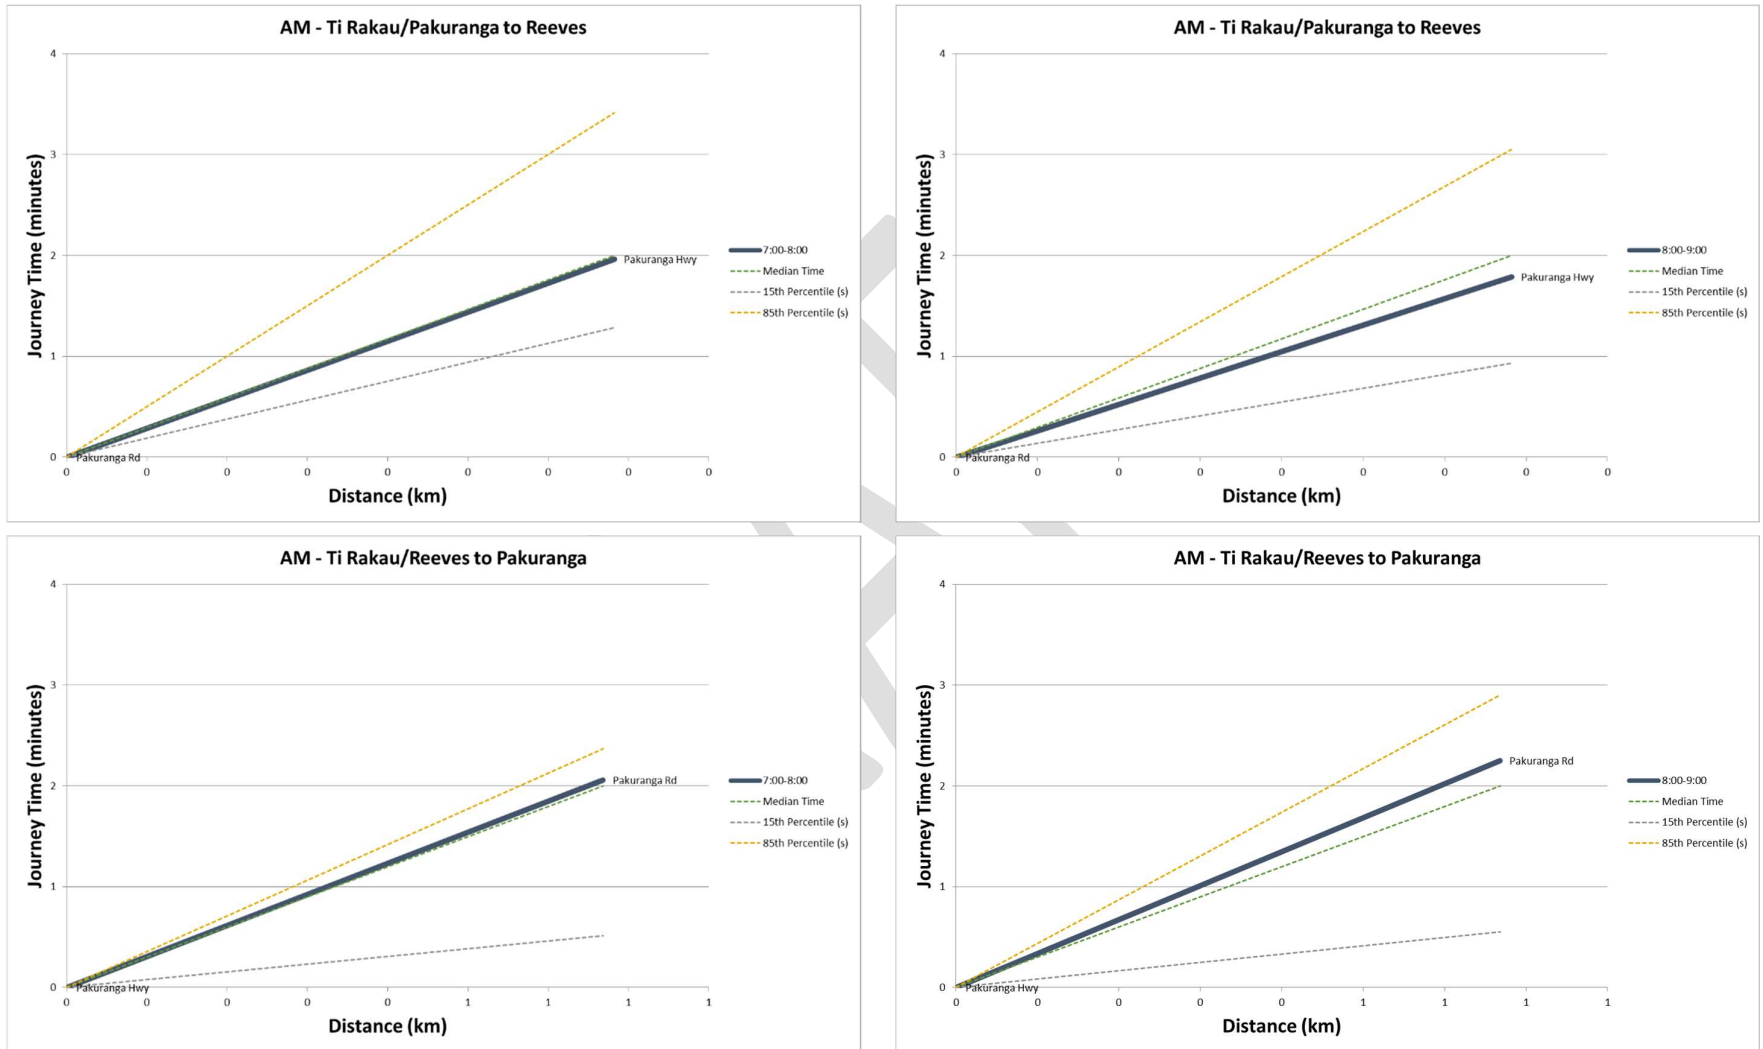 AM - Ti Rakau/Pakuranga to Reeves
4
3
2
1
0
Journey Time (minutes)
Pakuranga Hwy
Pakuranga Rd
0 0 0 0 0 0 0 0 0
Distance (km)
7:00-8:00
Median Time
15th Percentile (s)
85th Percentile (s)
AM - Ti Rakau/Pakuranga to Reeves
4
3
2
1
0
Journey Time (minutes)
Pakuranga Hwy
Pakuranga Rd
0 0 0 0 0 0 0 0 0
Distance (km)
8:00-9:00
Median Time
15th Percentile (s)
85th Percentile (s)
AM - Ti Rakau/Reeves to Pakuranga
4
3
2
1
0
Journey Time (minutes)
Pakuranga Rd
Pakuranga Hwy
0 0 0 0 0 1 1 1 1
Distance (km)
7:00-8:00
Median Time
15th Percentile (s)
85th Percentile (s)
AM - Ti Rakau/Reeves to Pakuranga
4
3
2
1
0
Journey Time (minutes)
Pakuranga Rd
Pakuranga Hwy
0 0 0 0 0 1 1 1 1
Distance (km)
8:00-9:00
Median Time
15th Percentile (s)
85th Percentile (s)